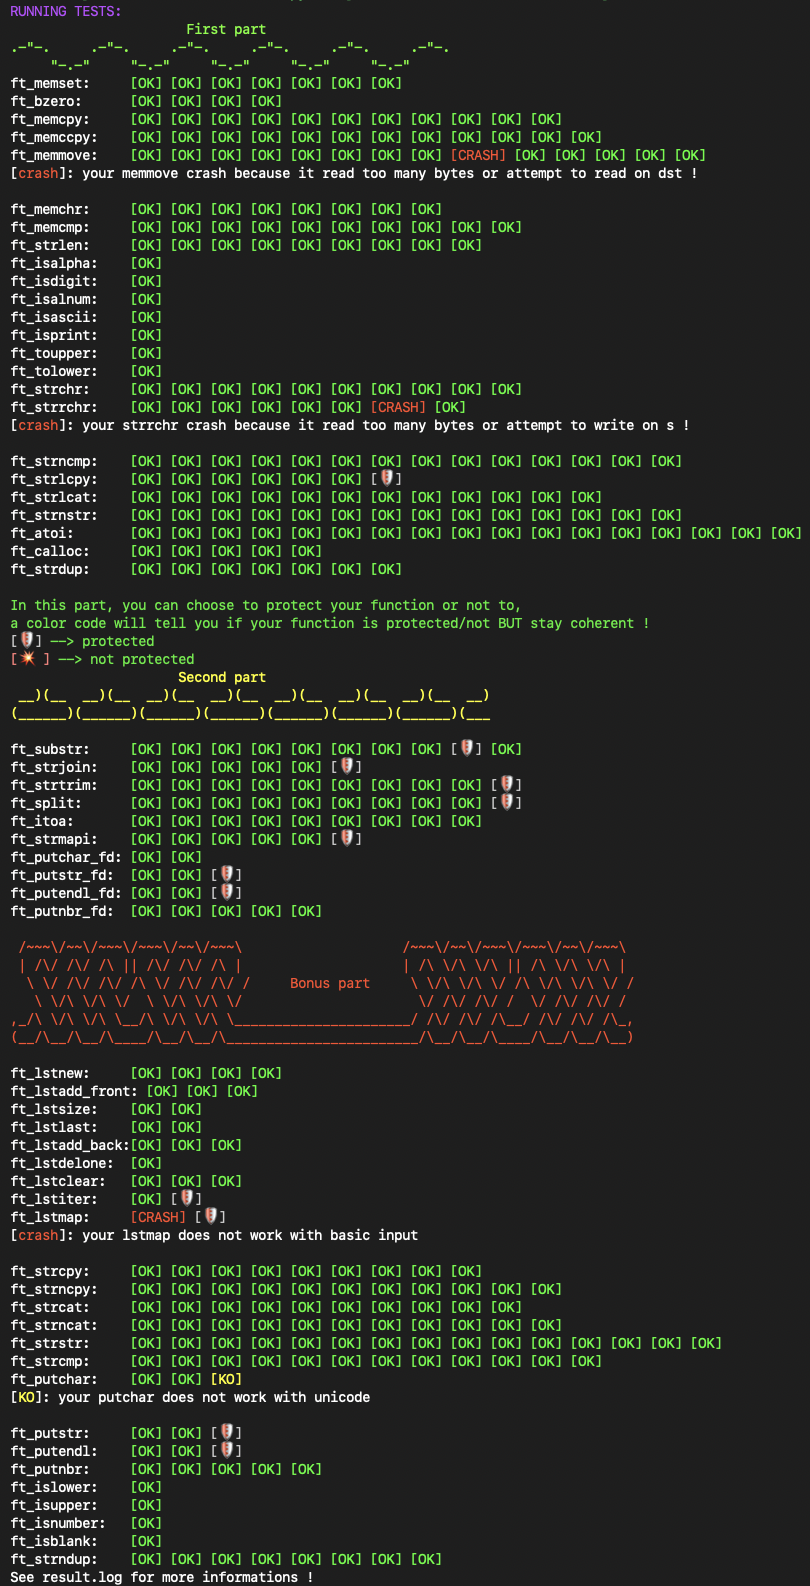 RUNNING TESTS:
First part
.-"-.     .-"-.     .-"-.     .-"-.     .-"-.     .-"-.
     "-.-"     "-.-"     "-.-"     "-.-"     "-.-"
ft_memset: [OK] [OK] [OK] [OK] [OK] [OK] [OK]
ft_bzero: [OK] [OK] [OK] [OK]
ft_memcpy: [OK] [OK] [OK] [OK] [OK] [OK] [OK] [OK] [OK] [OK] [OK]
ft_memccpy: [OK] [OK] [OK] [OK] [OK] [OK] [OK] [OK] [OK] [OK] [OK] [OK]
ft_memmove: [OK] [OK] [OK] [OK] [OK] [OK] [OK] [OK] [CRASH] [OK] [OK] [OK] [OK] [OK]
[crash]: your memmove crash because it read too many bytes or attempt to read on dst !
ft_memchr: [OK] [OK] [OK] [OK] [OK] [OK] [OK] [OK]
ft_memcmp: [OK] [OK] [OK] [OK] [OK] [OK] [OK] [OK] [OK] [OK]
ft_strlen: [OK] [OK] [OK] [OK] [OK] [OK] [OK] [OK] [OK]
ft_isalpha: [OK]
ft_isdigit: [OK]
ft_isalnum: [OK]
ft_isascii: [OK]
ft_isprint: [OK]
ft_toupper: [OK]
ft_tolower: [OK]
ft_strchr: [OK] [OK] [OK] [OK] [OK] [OK] [OK] [OK] [OK] [OK]
ft_strrchr: [OK] [OK] [OK] [OK] [OK] [OK] [CRASH] [OK]
[crash]: your strrchr crash because it read too many bytes or attempt to write on s !
ft_strncmp: [OK] [OK] [OK] [OK] [OK] [OK] [OK] [OK] [OK] [OK] [OK] [OK] [OK] [OK]
ft_strlcpy: [OK] [OK] [OK] [OK] [OK] [OK] [🛡]
ft_strlcat: [OK] [OK] [OK] [OK] [OK] [OK] [OK] [OK] [OK] [OK] [OK] [OK]
ft_strnstr: [OK] [OK] [OK] [OK] [OK] [OK] [OK] [OK] [OK] [OK] [OK] [OK] [OK] [OK]
ft_atoi: [OK] [OK] [OK] [OK] [OK] [OK] [OK] [OK] [OK] [OK] [OK] [OK] [OK] [OK] [OK] [OK] [OK]
ft_calloc: [OK] [OK] [OK] [OK] [OK]
ft_strdup: [OK] [OK] [OK] [OK] [OK] [OK] [OK]
In this part, you can choose to protect your function or not to,
a color code will tell you if your function is protected/not BUT stay coherent !
[🛡] --> protected
[💥 ] --> not protected
Second part
 __)(__  __)(__  __)(__  __)(__  __)(__  __)(__  __)(__  __)
(______)(______)(______)(______)(______)(______)(______)(___
ft_substr: [OK] [OK] [OK] [OK] [OK] [OK] [OK] [OK] [🛡] [OK]
ft_strjoin: [OK] [OK] [OK] [OK] [OK] [🛡]
ft_strtrim: [OK] [OK] [OK] [OK] [OK] [OK] [OK] [OK] [OK] [🛡]
ft_split: [OK] [OK] [OK] [OK] [OK] [OK] [OK] [OK] [OK] [🛡]
ft_itoa: [OK] [OK] [OK] [OK] [OK] [OK] [OK] [OK] [OK]
ft_strmapi: [OK] [OK] [OK] [OK] [OK] [🛡]
ft_putchar_fd: [OK] [OK]
ft_putstr_fd: [OK] [OK] [🛡]
ft_putendl_fd: [OK] [OK] [🛡]
ft_putnbr_fd: [OK] [OK] [OK] [OK] [OK]
Bonus part
ft_lstnew: [OK] [OK] [OK] [OK]
ft_lstadd_front: [OK] [OK] [OK]
ft_lstsize: [OK] [OK]
ft_lstlast: [OK] [OK]
ft_lstadd_back:[OK] [OK] [OK]
ft_lstdelone: [OK]
ft_lstclear: [OK] [OK] [OK]
ft_lstiter: [OK] [🛡]
ft_lstmap: [CRASH] [🛡]
[crash]: your lstmap does not work with basic input
ft_strcpy: [OK] [OK] [OK] [OK] [OK] [OK] [OK] [OK] [OK]
ft_strncpy: [OK] [OK] [OK] [OK] [OK] [OK] [OK] [OK] [OK] [OK] [OK]
ft_strcat: [OK] [OK] [OK] [OK] [OK] [OK] [OK] [OK] [OK] [OK]
ft_strncat: [OK] [OK] [OK] [OK] [OK] [OK] [OK] [OK] [OK] [OK] [OK]
ft_strstr: [OK] [OK] [OK] [OK] [OK] [OK] [OK] [OK] [OK] [OK] [OK] [OK] [OK] [OK] [OK]
ft_strcmp: [OK] [OK] [OK] [OK] [OK] [OK] [OK] [OK] [OK] [OK] [OK] [OK]
ft_putchar: [OK] [OK] [KO]
[KO]: your putchar does not work with unicode
ft_putstr: [OK] [OK] [🛡]
ft_putendl: [OK] [OK] [🛡]
ft_putnbr: [OK] [OK] [OK] [OK] [OK]
ft_islower: [OK]
ft_isupper: [OK]
ft_isnumber: [OK]
ft_isblank: [OK]
ft_strndup: [OK] [OK] [OK] [OK] [OK] [OK] [OK] [OK]
See result.log for more informations !